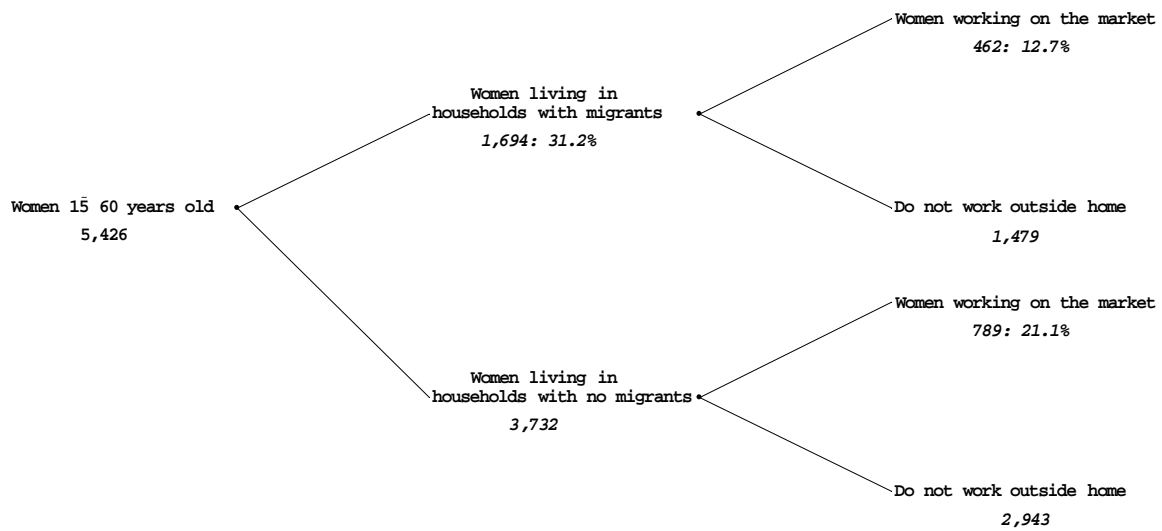 Women working on the market
462: 12.7%
Women living in
households with migrants
1,694: 31.2%
Do not work outside home
1,479
Women 15̄ 60 years old
5,426
Women working on the market
789: 21.1%
Women living in
households with no migrants
3,732
Do not work outside home
2,943